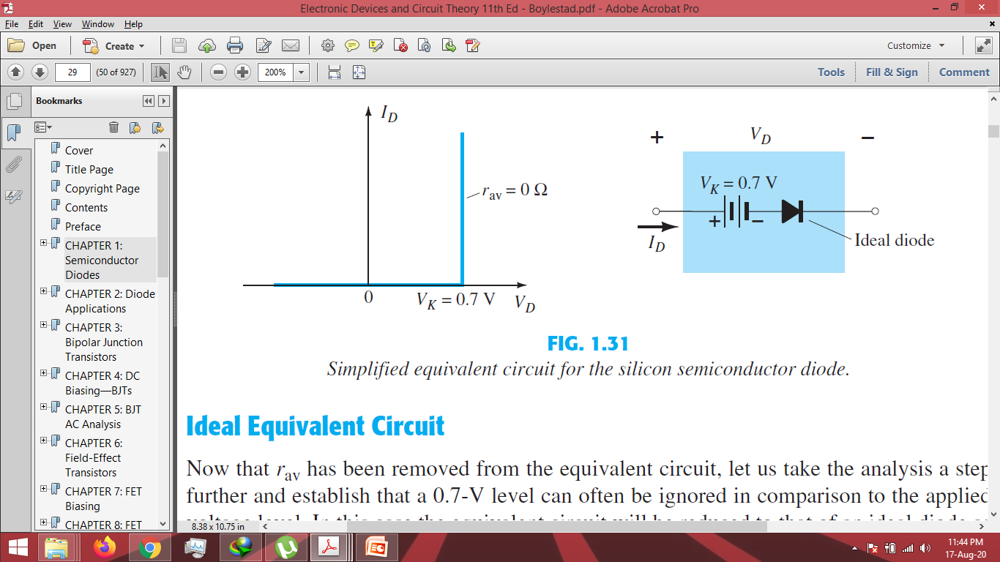 Electronic Devices and Circuit Theory 11th Ed - Boylestad.pdf - Adobe Acrobat Pro
File Edit View Window Help
Open Create Customize
29 (50 of 927) 200% Tools Fill & Sign Comment
Bookmarks
Cover
Title Page
Copyright Page
Contents
Preface
CHAPTER 1:
Semiconductor
Diodes
CHAPTER 2: Diode
Applications
CHAPTER 3:
Bipolar Junction
Transistors
CHAPTER 4: DC
Biasing—BJTs
CHAPTER 5: BJT
AC Analysis
CHAPTER 6:
Field-Effect
Transistors
CHAPTER 7: FET
Biasing
CHAPTER 8: FET
I_D
r_av = 0 Ω
0
V_K = 0.7 V
V_D
+ V_D −
V_K = 0.7 V
+ −
I_D
Ideal diode
FIG. 1.31
Simplified equivalent circuit for the silicon semiconductor diode.
Ideal Equivalent Circuit
Now that r_av has been removed from the equivalent circuit, let us take the analysis a step
further and establish that a 0.7-V level can often be ignored in comparison to the applied
8.38 x 10.75 in
11:44 PM
17-Aug-20